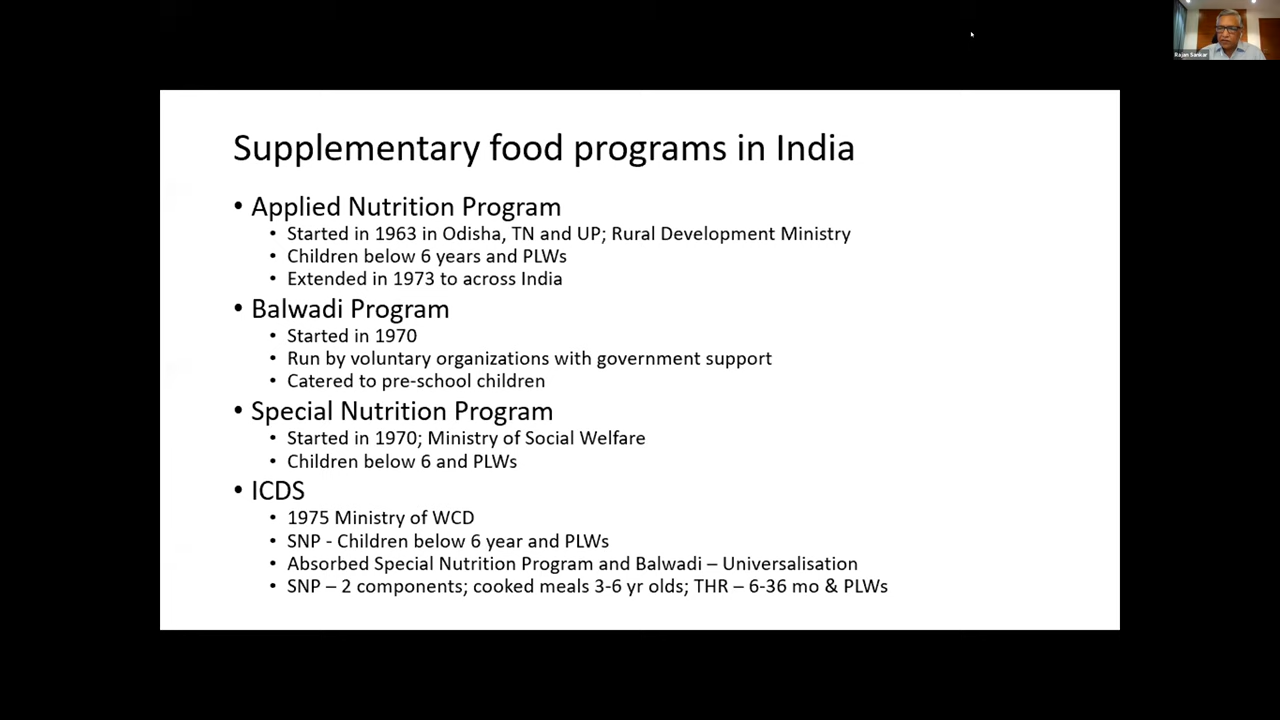 Rajan Sankar
Supplementary food programs in India
• Applied Nutrition Program
• Started in 1963 in Odisha, TN and UP; Rural Development Ministry
• Children below 6 years and PLWs
• Extended in 1973 to across India
• Balwadi Program
• Started in 1970
• Run by voluntary organizations with government support
• Catered to pre-school children
• Special Nutrition Program
• Started in 1970; Ministry of Social Welfare
• Children below 6 and PLWs
• ICDS
• 1975 Ministry of WCD
• SNP - Children below 6 year and PLWs
• Absorbed Special Nutrition Program and Balwadi – Universalisation
• SNP – 2 components; cooked meals 3-6 yr olds; THR – 6-36 mo & PLWs